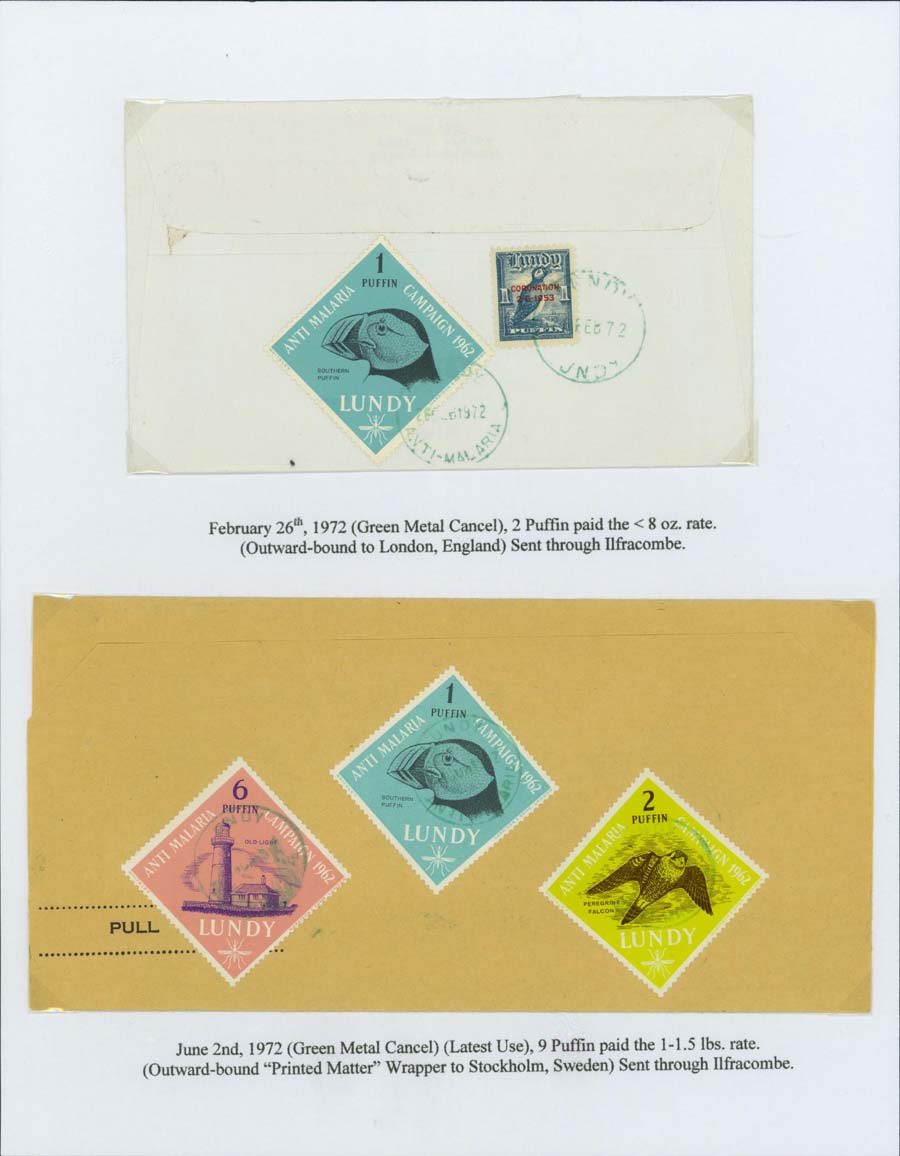 1
PUFFIN
ANTI MALARIA CAMPAIGN 1962
SOUTHERN
PUFFIN
LUNDY
Lundy
CORONATION
2.6.1953
1 1
PUFFIN
FEB 72
1972
ANTI-MALARIA
February 26th, 1972 (Green Metal Cancel), 2 Puffin paid the < 8 oz. rate.
(Outward-bound to London, England) Sent through Ilfracombe.
1
PUFFIN
ANTI MALARIA CAMPAIGN 1962
SOUTHERN
PUFFIN
LUNDY
6
PUFFIN
ANTI MALARIA CAMPAIGN 1962
OLD LIGHT
LUNDY
2
PUFFIN
ANTI MALARIA CAMPAIGN 1962
PEREGRINE
FALCON
LUNDY
PULL
June 2nd, 1972 (Green Metal Cancel) (Latest Use), 9 Puffin paid the 1-1.5 lbs. rate.
(Outward-bound “Printed Matter” Wrapper to Stockholm, Sweden) Sent through Ilfracombe.